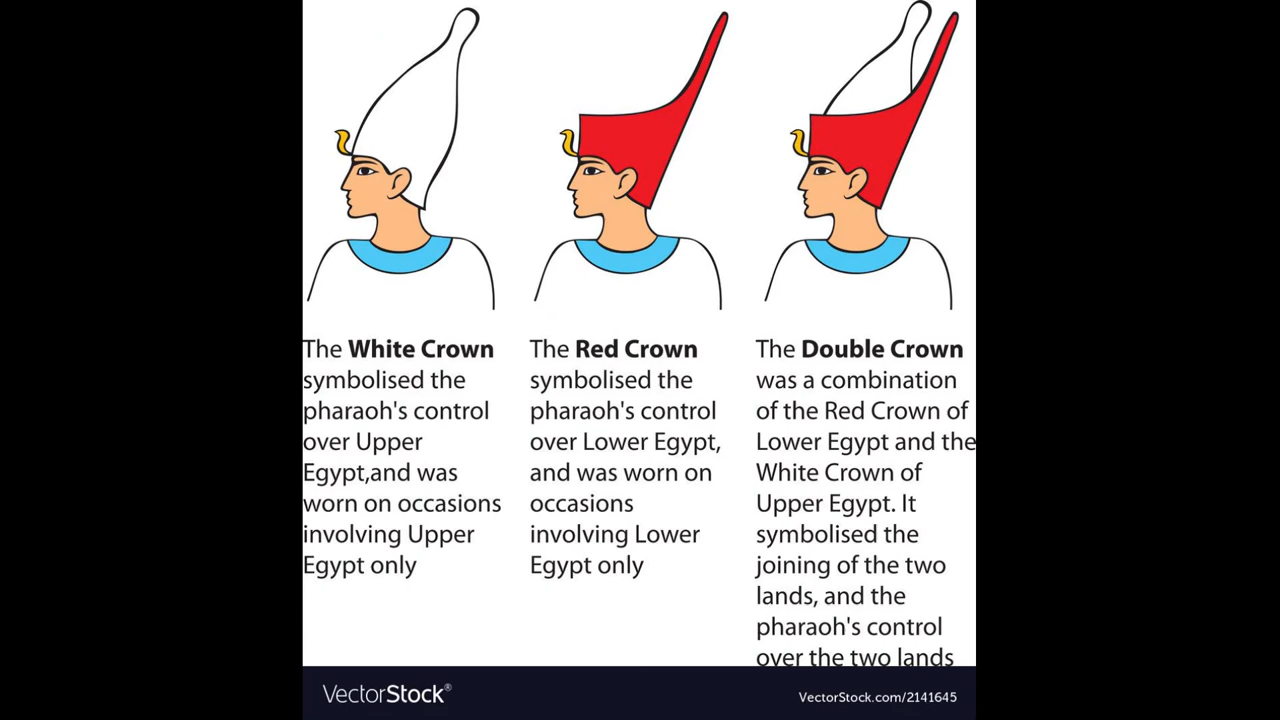 The White Crown
symbolised the
pharaoh's control
over Upper
Egypt,and was
worn on occasions
involving Upper
Egypt only
The Red Crown
symbolised the
pharaoh's control
over Lower Egypt,
and was worn on
occasions
involving Lower
Egypt only
The Double Crown
was a combination
of the Red Crown of
Lower Egypt and the
White Crown of
Upper Egypt. It
symbolised the
joining of the two
lands, and the
pharaoh's control
over the two lands
VectorStock®
VectorStock.com/2141645